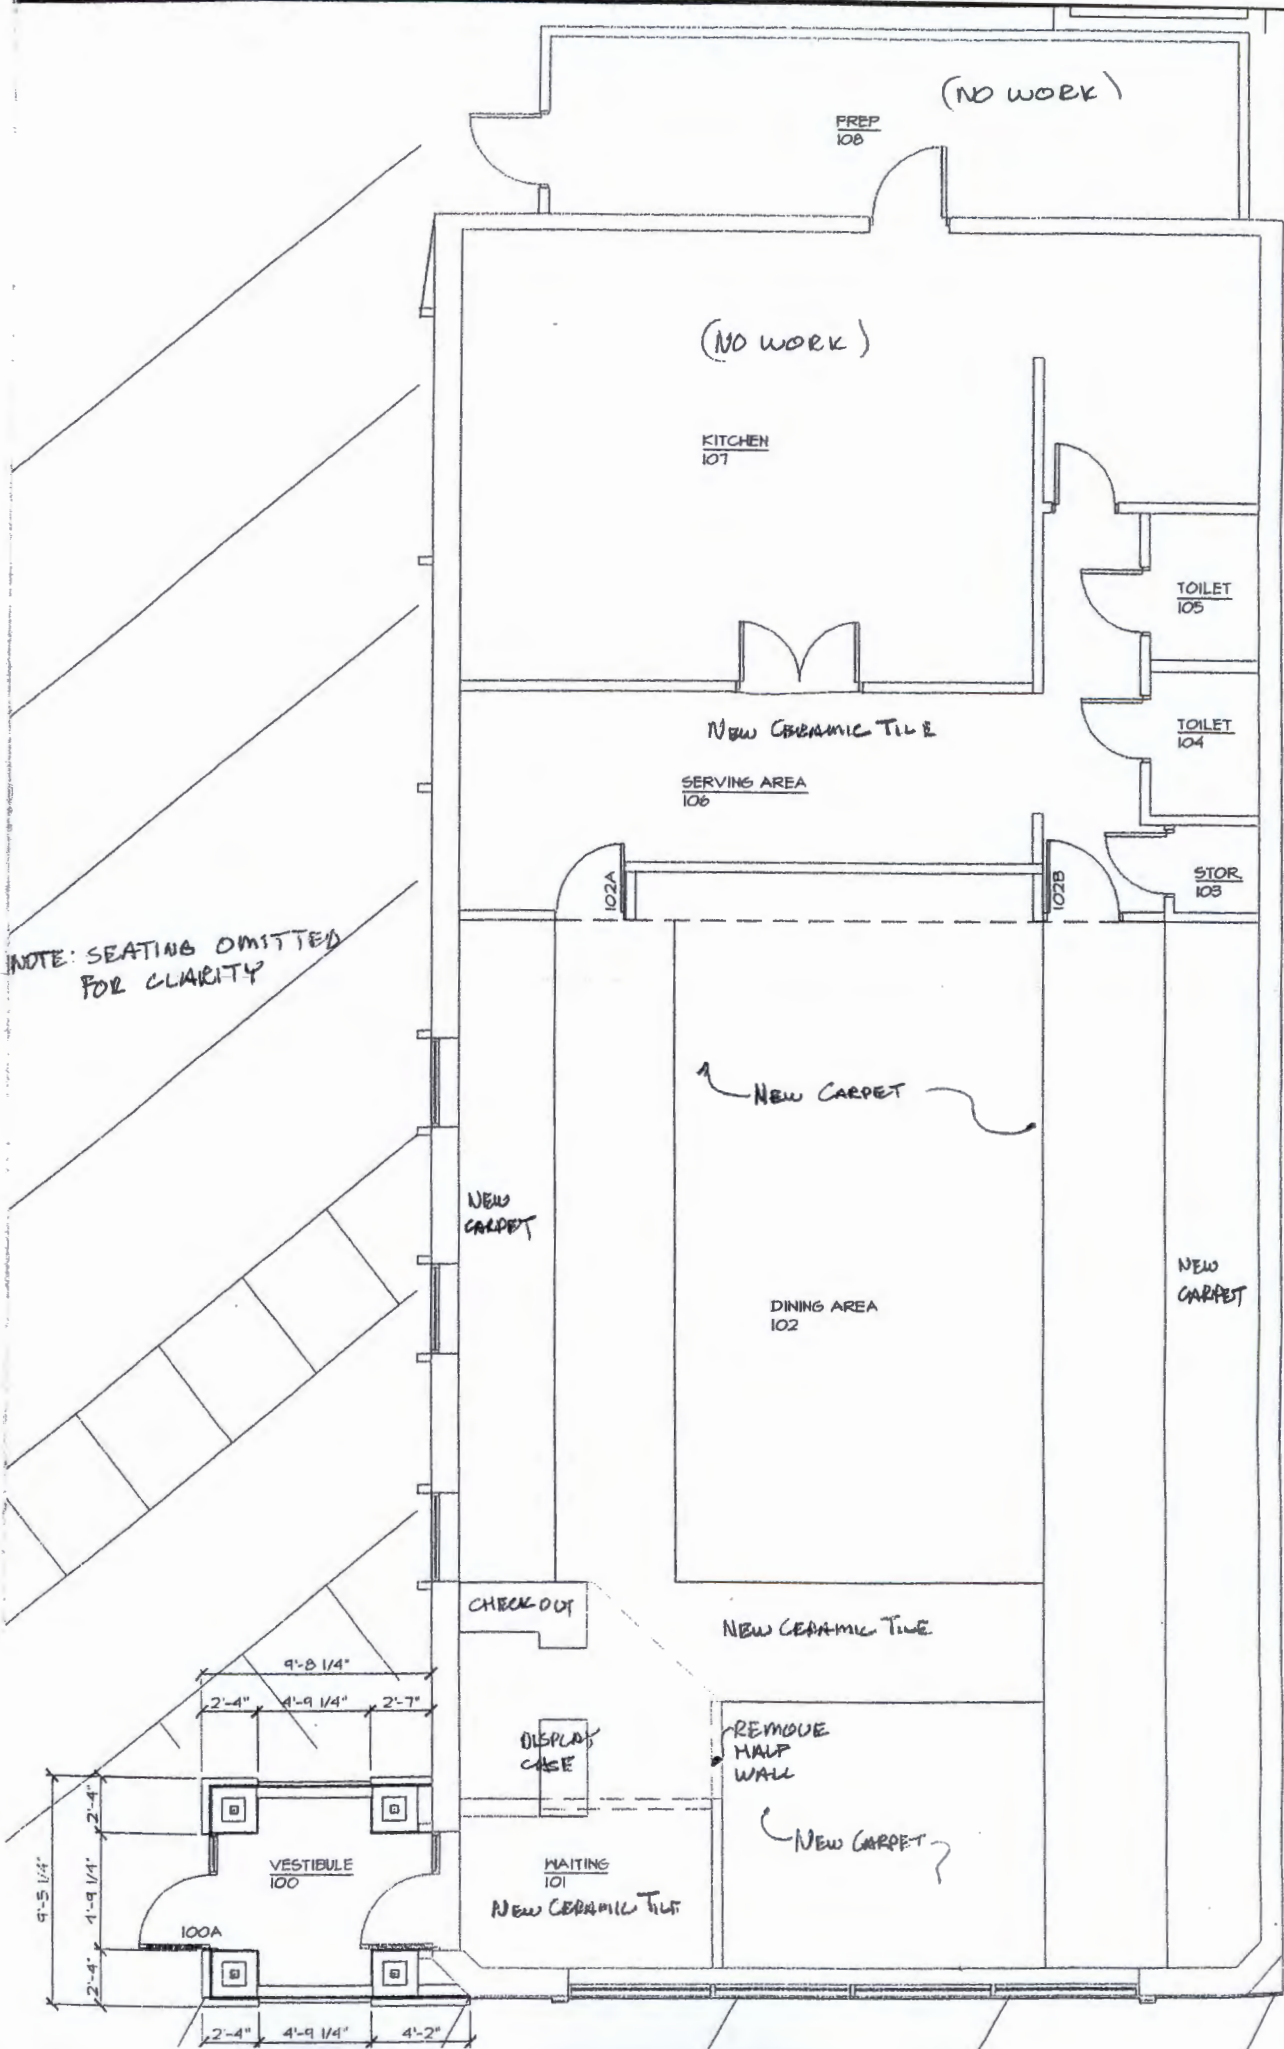 (NO WORK)
PREP
108
(NO WORK)
KITCHEN
107
TOILET
105
NEW CERAMIC TILE
TOILET
104
SERVING AREA
106
STOR.
103
102A
102B
NOTE: SEATING OMITTED
FOR CLARITY
NEW CARPET
NEW
CARPET
NEW
CARPET
DINING AREA
102
CHECK OUT
NEW CERAMIC TILE
9'-8 1/4"
2'-4"
4'-9 1/4"
2'-7"
DISPLAY
CASE
REMOVE
HALF
WALL
2'-4"
4'-9 1/4"
2'-4"
9'-5 1/4"
VESTIBULE
100
100A
WAITING
101
NEW CERAMIC TILE
NEW CARPET
2'-4"
4'-9 1/4"
4'-2"